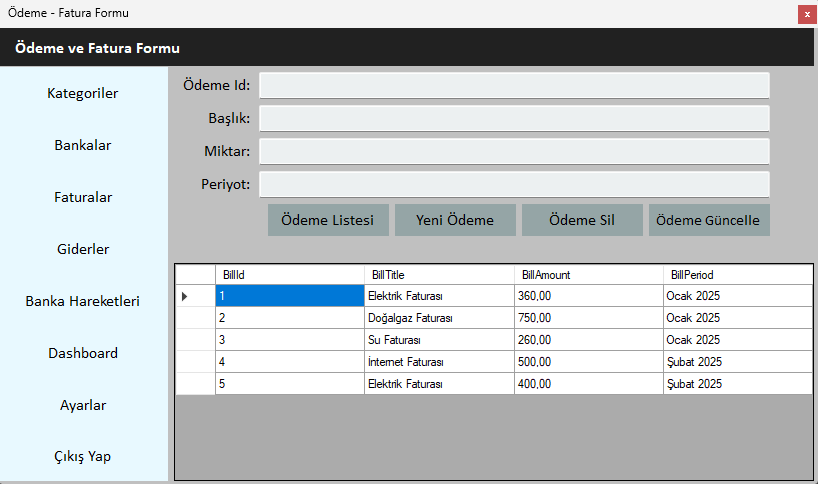 Ödeme - Fatura Formu
x
Ödeme ve Fatura Formu
Kategoriler
Bankalar
Faturalar
Giderler
Banka Hareketleri
Dashboard
Ayarlar
Çıkış Yap
Ödeme Id:
Başlık:
Miktar:
Periyot:
Ödeme Listesi Yeni Ödeme Ödeme Sil Ödeme Güncelle
BillId BillTitle BillAmount BillPeriod
1 Elektrik Faturası 360,00 Ocak 2025
2 Doğalgaz Faturası 750,00 Ocak 2025
3 Su Faturası 260,00 Ocak 2025
4 İnternet Faturası 500,00 Şubat 2025
5 Elektrik Faturası 400,00 Şubat 2025